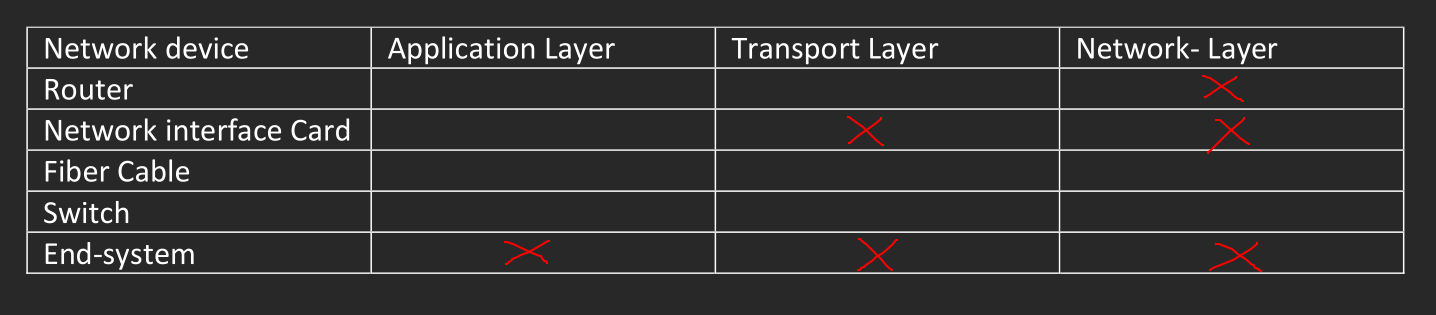 Network device Application Layer Transport Layer Network- Layer
Router
Network interface Card
Fiber Cable
Switch
End-system